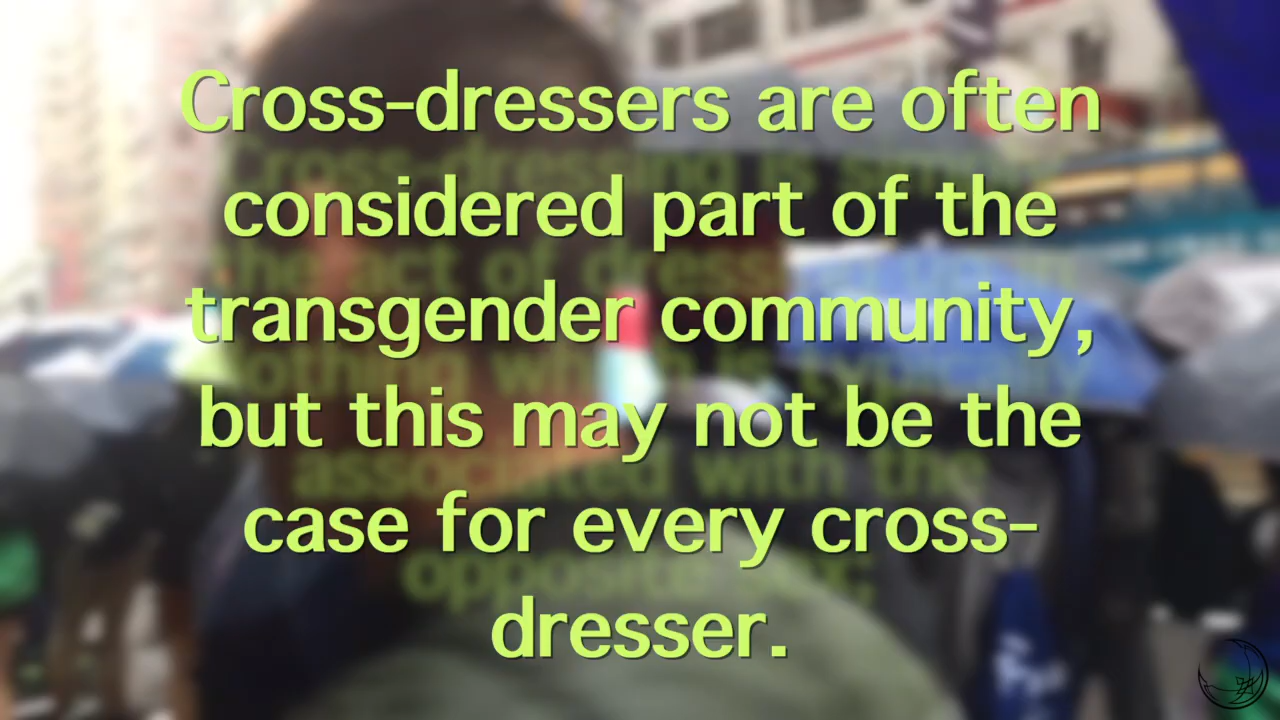 Cross-dressers are often
considered part of the
transgender community,
but this may not be the
case for every cross-
dresser.